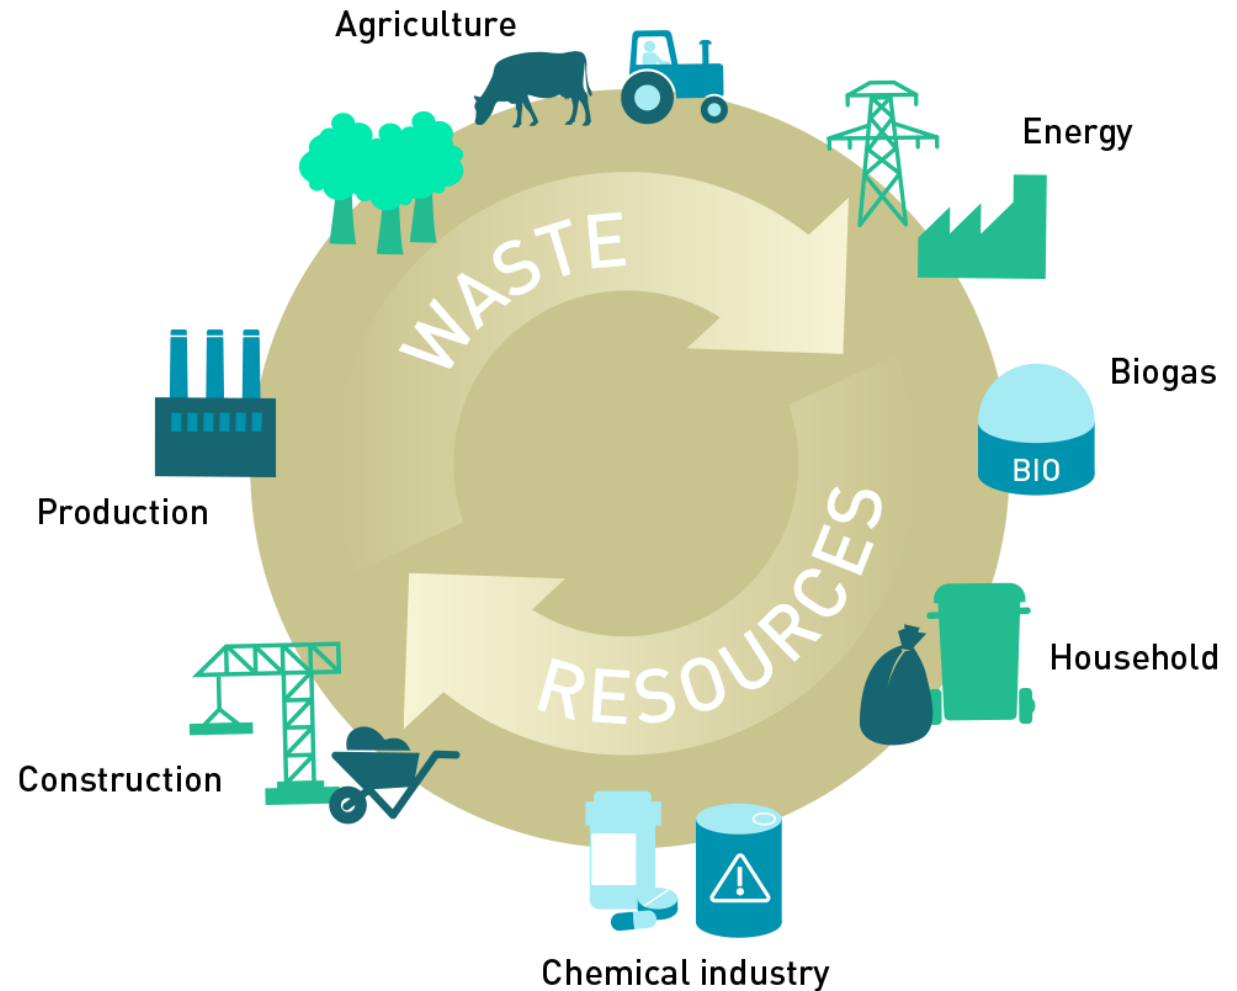 Agriculture
Energy
WASTE
Biogas
BIO
Production
RESOURCES
Household
Construction
Chemical industry